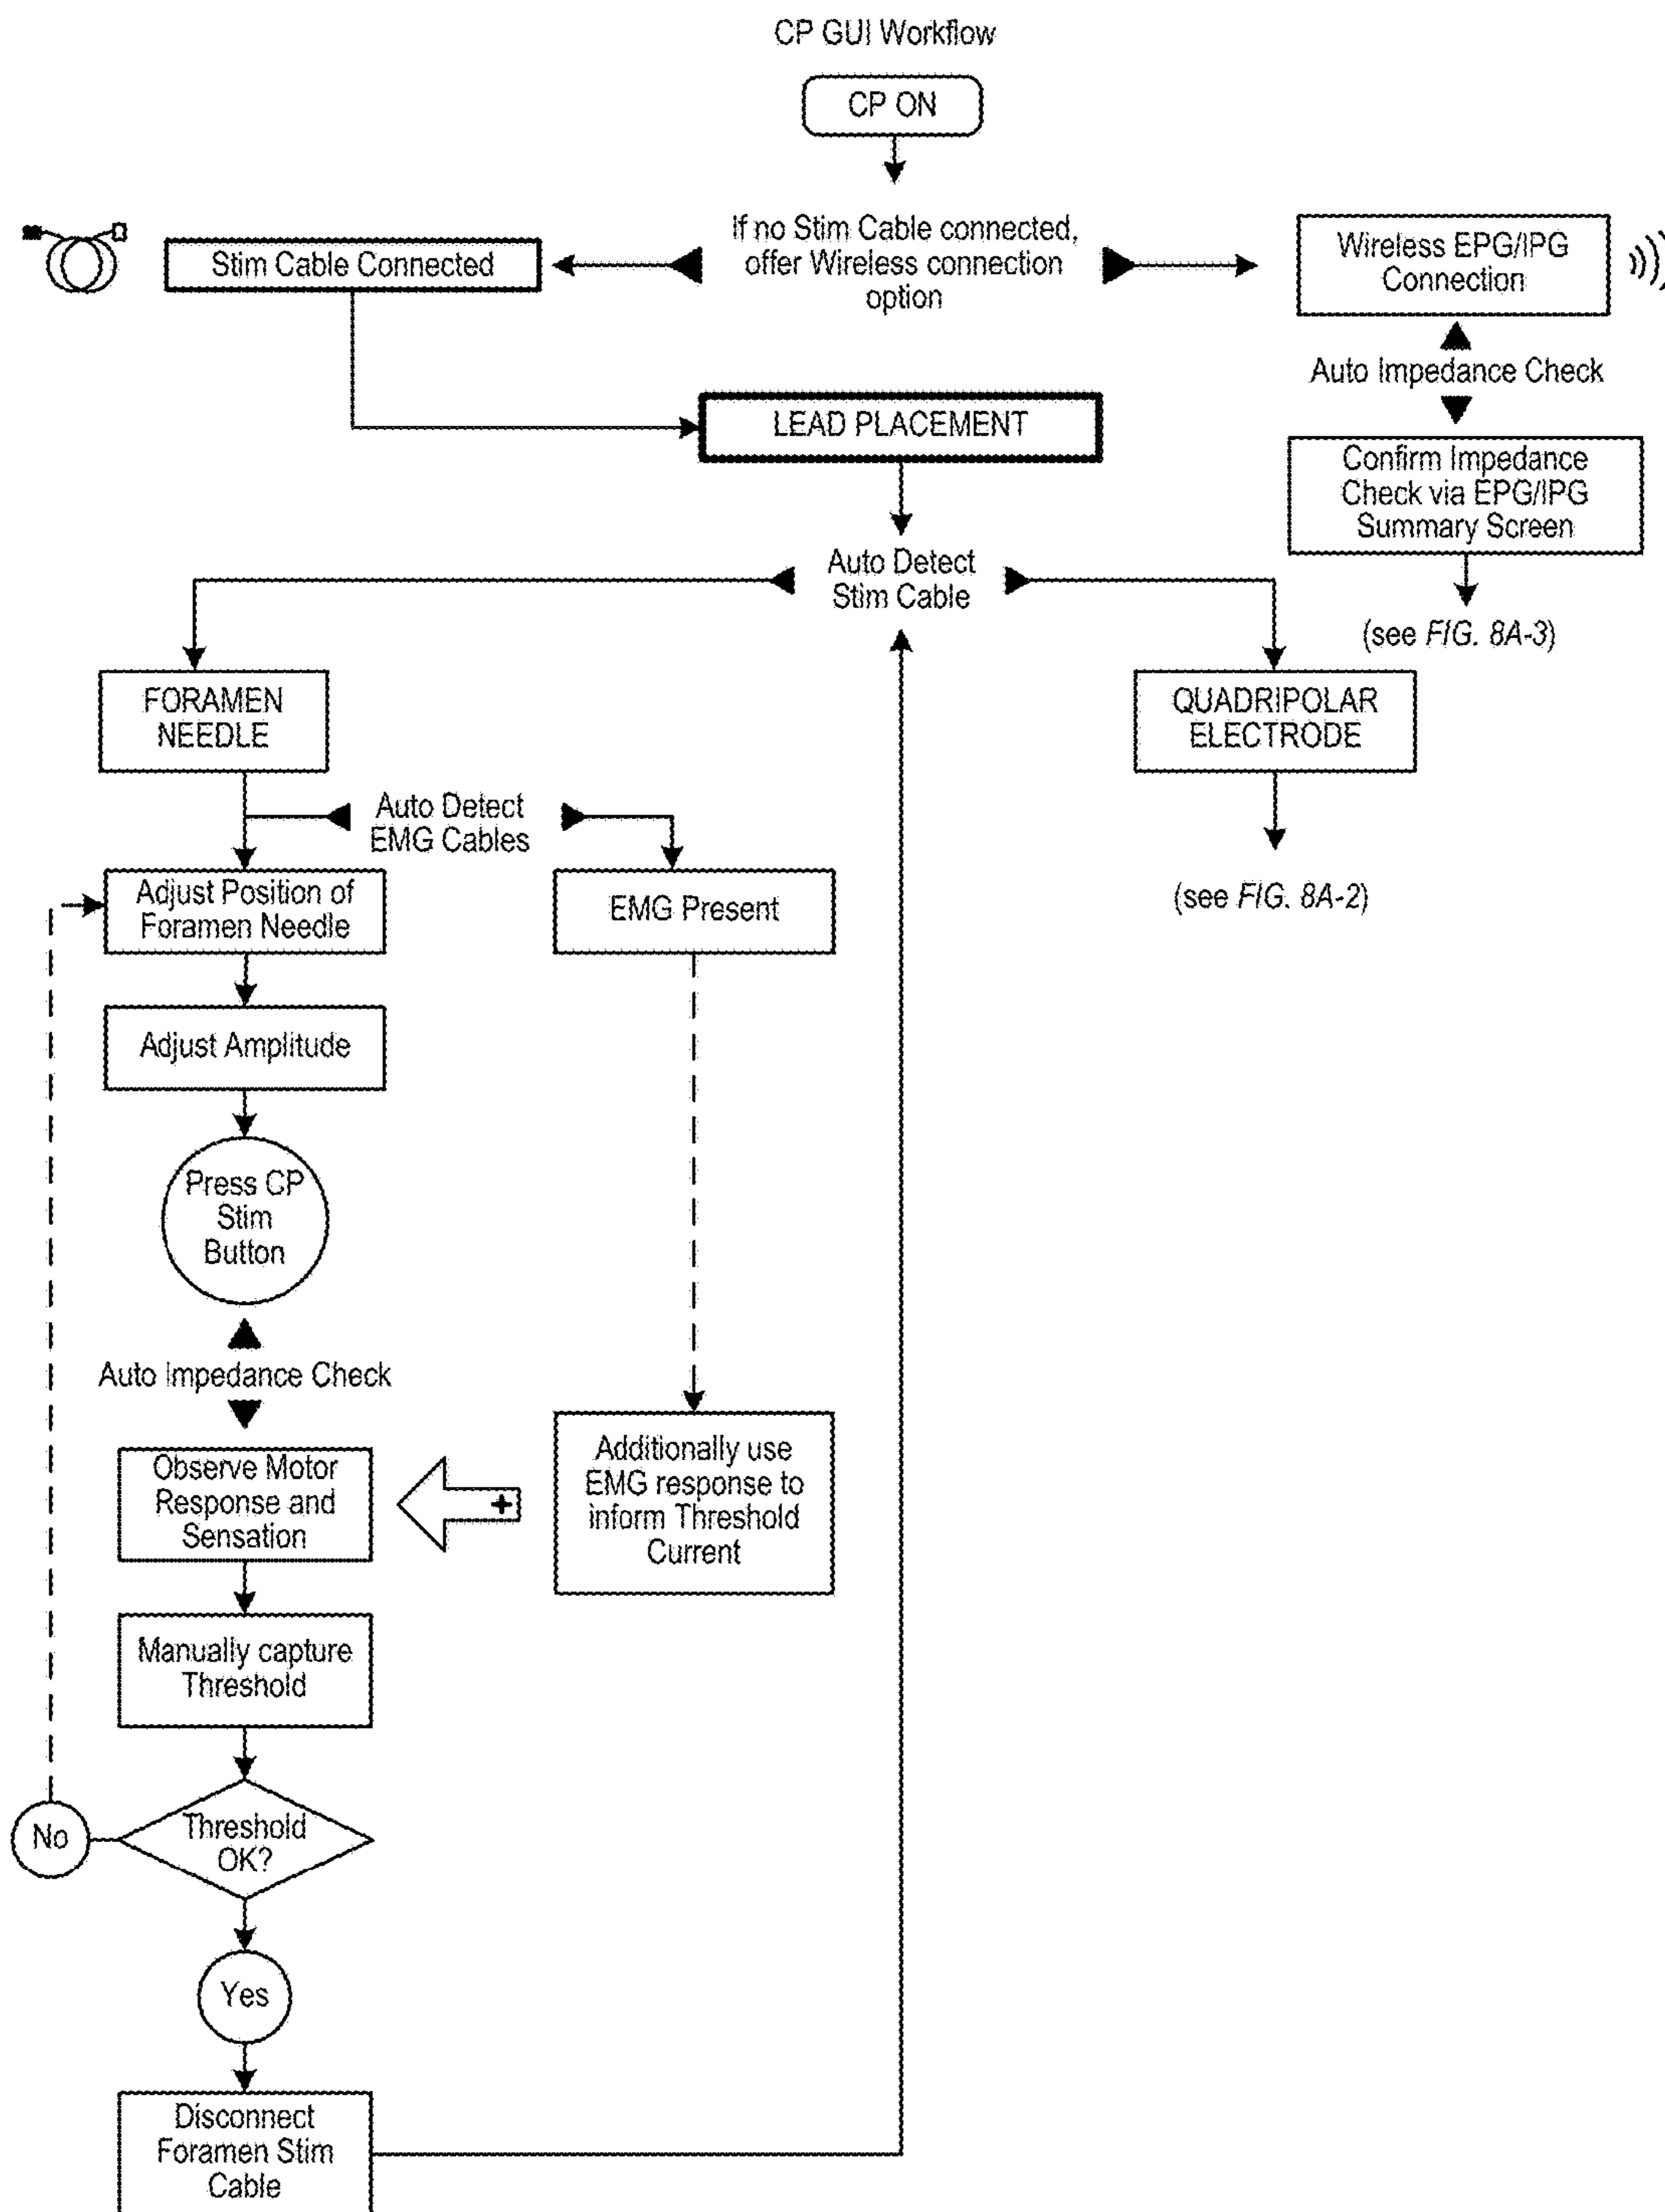 CP GUI Workflow
CP ON
Stim Cable Connected
If no Stim Cable connected,
offer Wireless connection
option
Wireless EPG/IPG
Connection
Auto Impedance Check
LEAD PLACEMENT
Confirm Impedance
Check via EPG/IPG
Summary Screen
(see FIG. 8A-3)
Auto Detect
Stim Cable
FORAMEN
NEEDLE
QUADRIPOLAR
ELECTRODE
(see FIG. 8A-2)
Auto Detect
EMG Cables
Adjust Position of
Foramen Needle
EMG Present
Adjust Amplitude
Press CP
Stim
Button
Auto Impedance Check
Observe Motor
Response and
Sensation
+
Additionally use
EMG response to
inform Threshold
Current
Manually capture
Threshold
Threshold
OK?
No
Yes
Disconnect
Foramen Stim
Cable